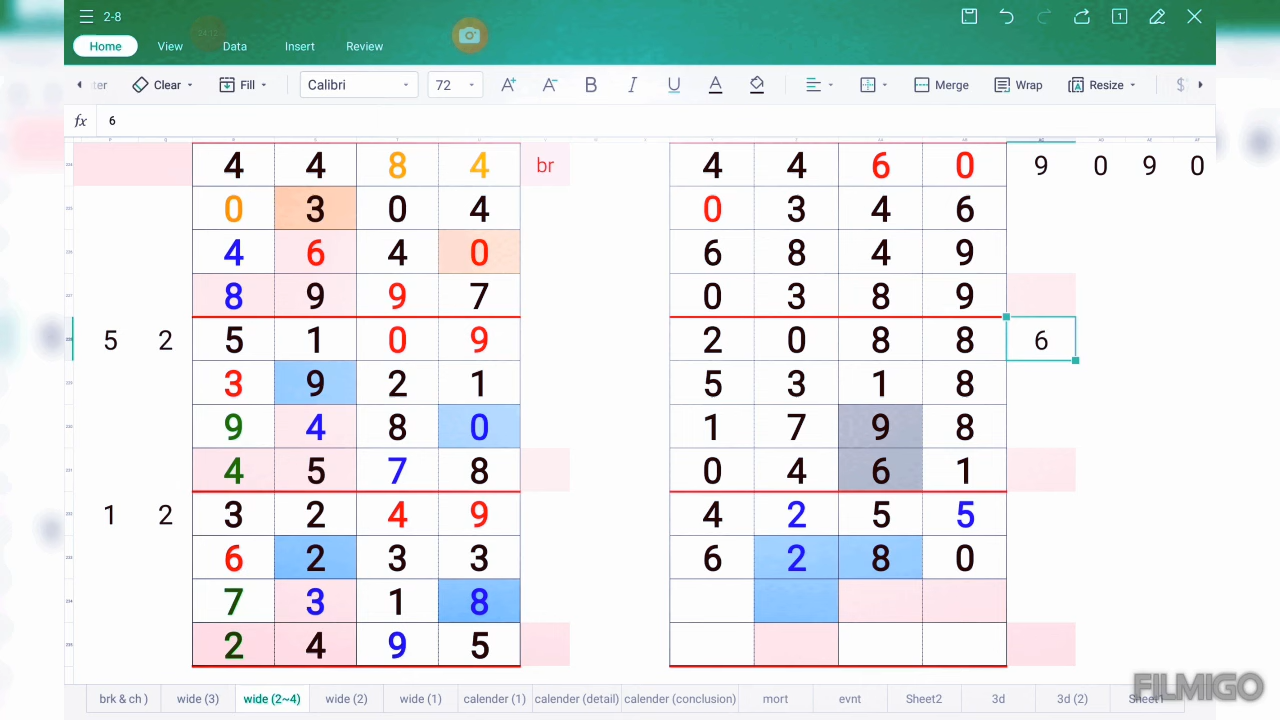 2-8
24:12
1
Home View Data Insert Review
ter Clear Fill Calibri 72 A+ A- B I U A Merge Wrap Resize $
fx 6
4 4 8 4 br 4 4 6 0 9 0 9 0
0 3 0 4 0 3 4 6
4 6 4 0 6 8 4 9
8 9 9 7 0 3 8 9
5 2 5 1 0 9 2 0 8 8 6
3 9 2 1 5 3 1 8
9 4 8 0 1 7 9 8
4 5 7 8 0 4 6 1
1 2 3 2 4 9 4 2 5 5
6 2 3 3 6 2 8 0
7 3 1 8
2 4 9 5
brk & ch ) wide (3) wide (2~4) wide (2) wide (1) calender (1) calender (detail) calender (conclusion) mort evnt Sheet2 3d 3d (2) Sheet1
FILMIGO